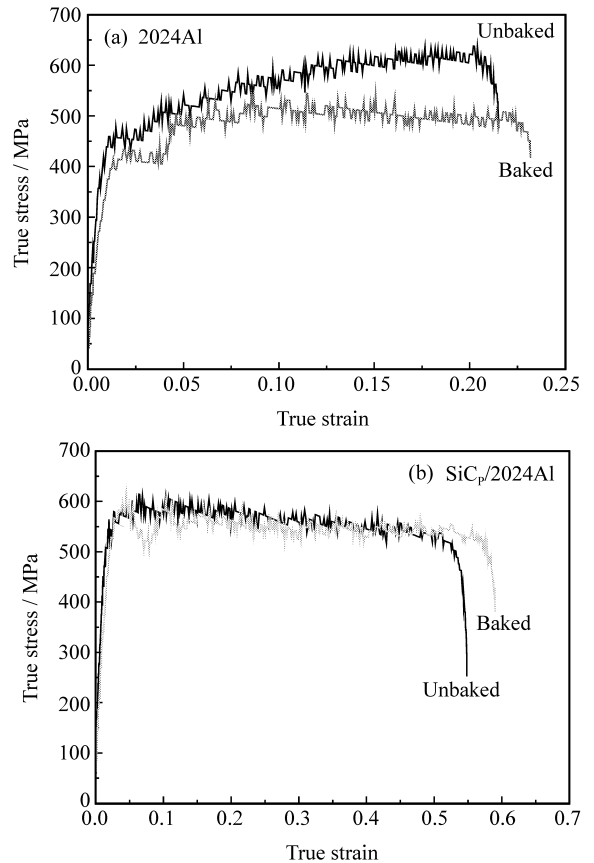 700
(a) 2024Al
Unbaked
600
500
Baked
400
300
200
100
0
0.00 0.05 0.10 0.15 0.20 0.25
True stress / MPa
True strain
700
(b) SiCp/2024Al
600
500
400
Baked
300
Unbaked
200
100
0
0.0 0.1 0.2 0.3 0.4 0.5 0.6 0.7
True stress / MPa
True strain